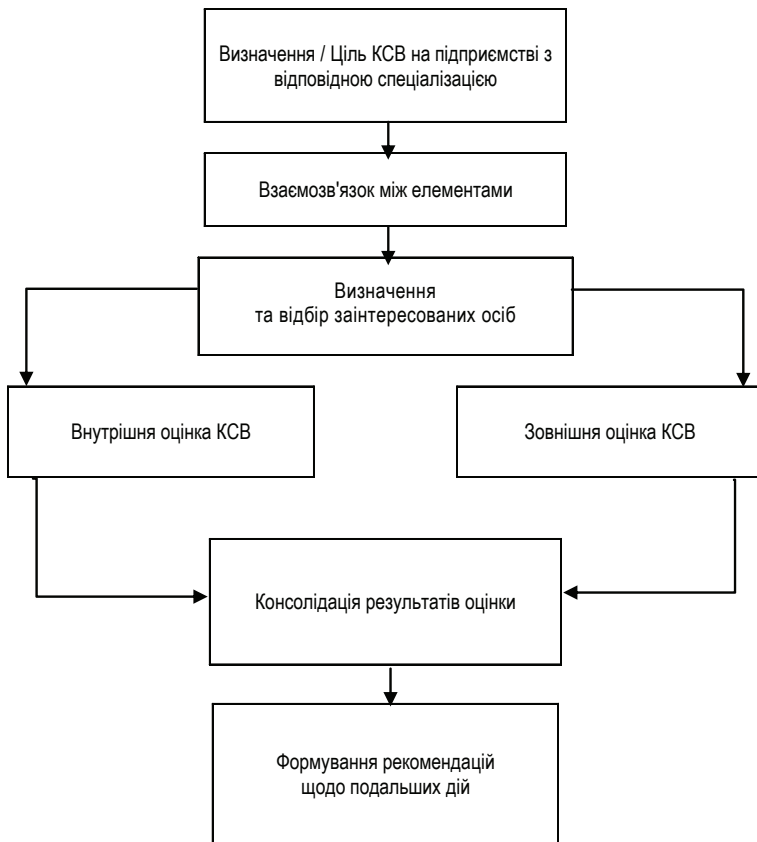 Визначення / Ціль КСВ на підприємстві з
відповідною спеціалізацією
Взаємозв'язок між елементами
Визначення
та відбір заінтересованих осіб
Внутрішня оцінка КСВ
Зовнішня оцінка КСВ
Консолідація результатів оцінки
Формування рекомендацій
щодо подальших дій